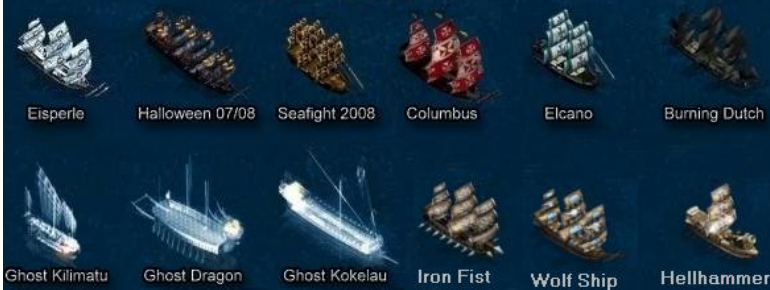 Eisperle
Halloween 07/08
Seafight 2008
Columbus
Elcano
Burning Dutch
Ghost Kilimatu
Ghost Dragon
Ghost Kokelau
Iron Fist
Wolf Ship
Hellhammer